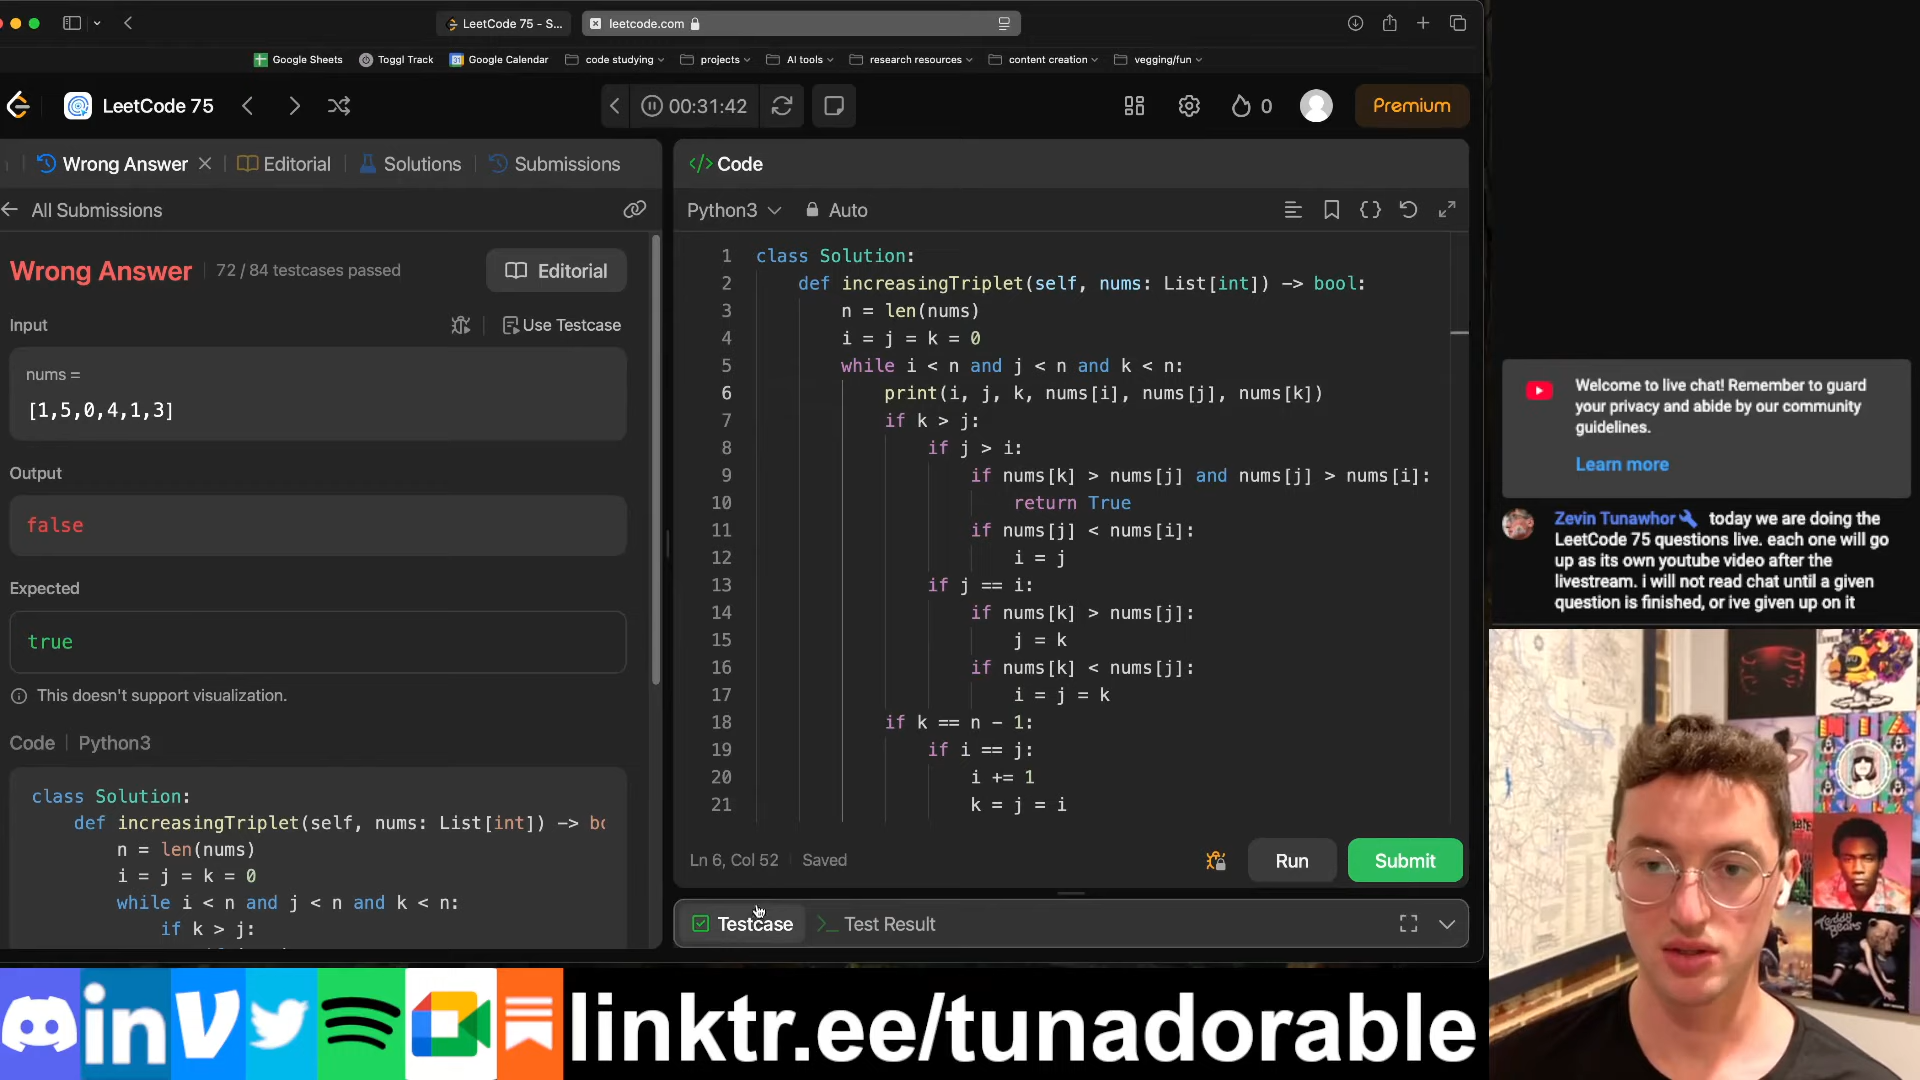 LeetCode 75 - S...
leetcode.com
Google Sheets
Toggl Track
Google Calendar
code studying
projects
AI tools
research resources
content creation
vegging/fun
LeetCode 75
00:31:42
0
Premium
Wrong Answer
Editorial
Solutions
Submissions
All Submissions
Wrong Answer
72 / 84 testcases passed
Editorial
Input
Use Testcase
nums =
[1,5,0,4,1,3]
Output
false
Expected
true
This doesn't support visualization.
Code | Python3
class Solution:
def increasingTriplet(self, nums: List[int]) -> bo
n = len(nums)
i = j = k = 0
while i < n and j < n and k < n:
if k > j:
</> Code
Python3
Auto
1 class Solution:
2 def increasingTriplet(self, nums: List[int]) -> bool:
3 n = len(nums)
4 i = j = k = 0
5 while i < n and j < n and k < n:
6 print(i, j, k, nums[i], nums[j], nums[k])
7 if k > j:
8 if j > i:
9 if nums[k] > nums[j] and nums[j] > nums[i]:
10 return True
11 if nums[j] < nums[i]:
12 i = j
13 if j == i:
14 if nums[k] > nums[j]:
15 j = k
16 if nums[k] < nums[j]:
17 i = j = k
18 if k == n - 1:
19 if i == j:
20 i += 1
21 k = j = i
Ln 6, Col 52
Saved
Run
Submit
Testcase
Test Result
Welcome to live chat! Remember to guard
your privacy and abide by our community
guidelines.
Learn more
Zevin Tunawhor today we are doing the
LeetCode 75 questions live. each one will go
up as its own youtube video after the
livestream. i will not read chat until a given
question is finished, or ive given up on it
linktr.ee/tunadorable